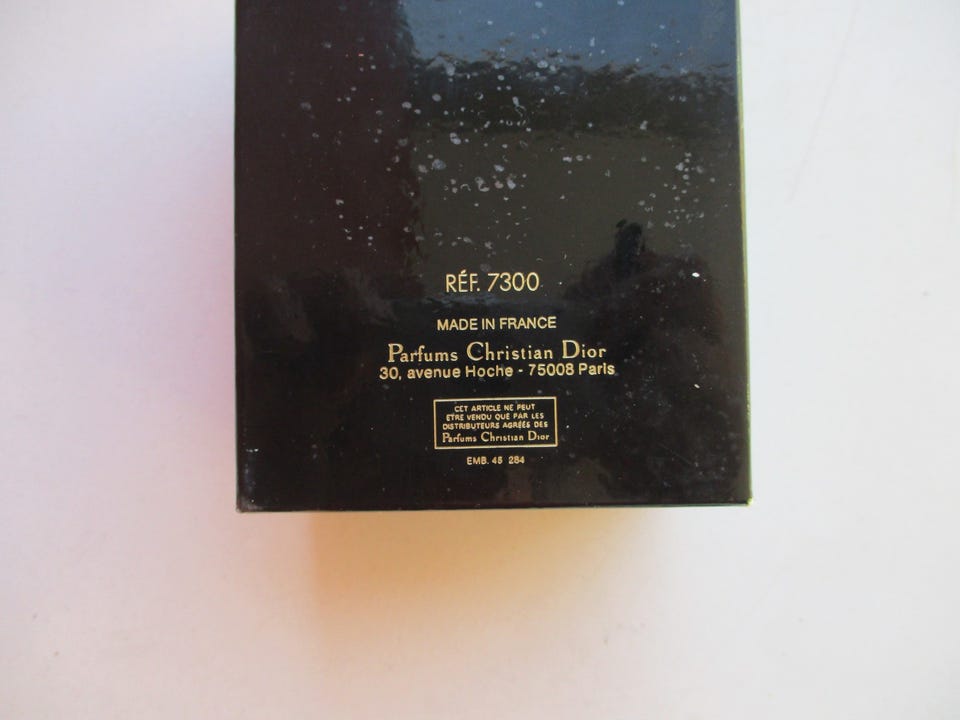 RÉF. 7300
MADE IN FRANCE
Parfums Christian Dior
30, avenue Hoche - 75008 Paris
CET ARTICLE NE PEUT
ETRE VENDU QUE PAR LES
DISTRIBUTEURS AGRÉÉS DES
Parfums Christian Dior
EMB. 45 284